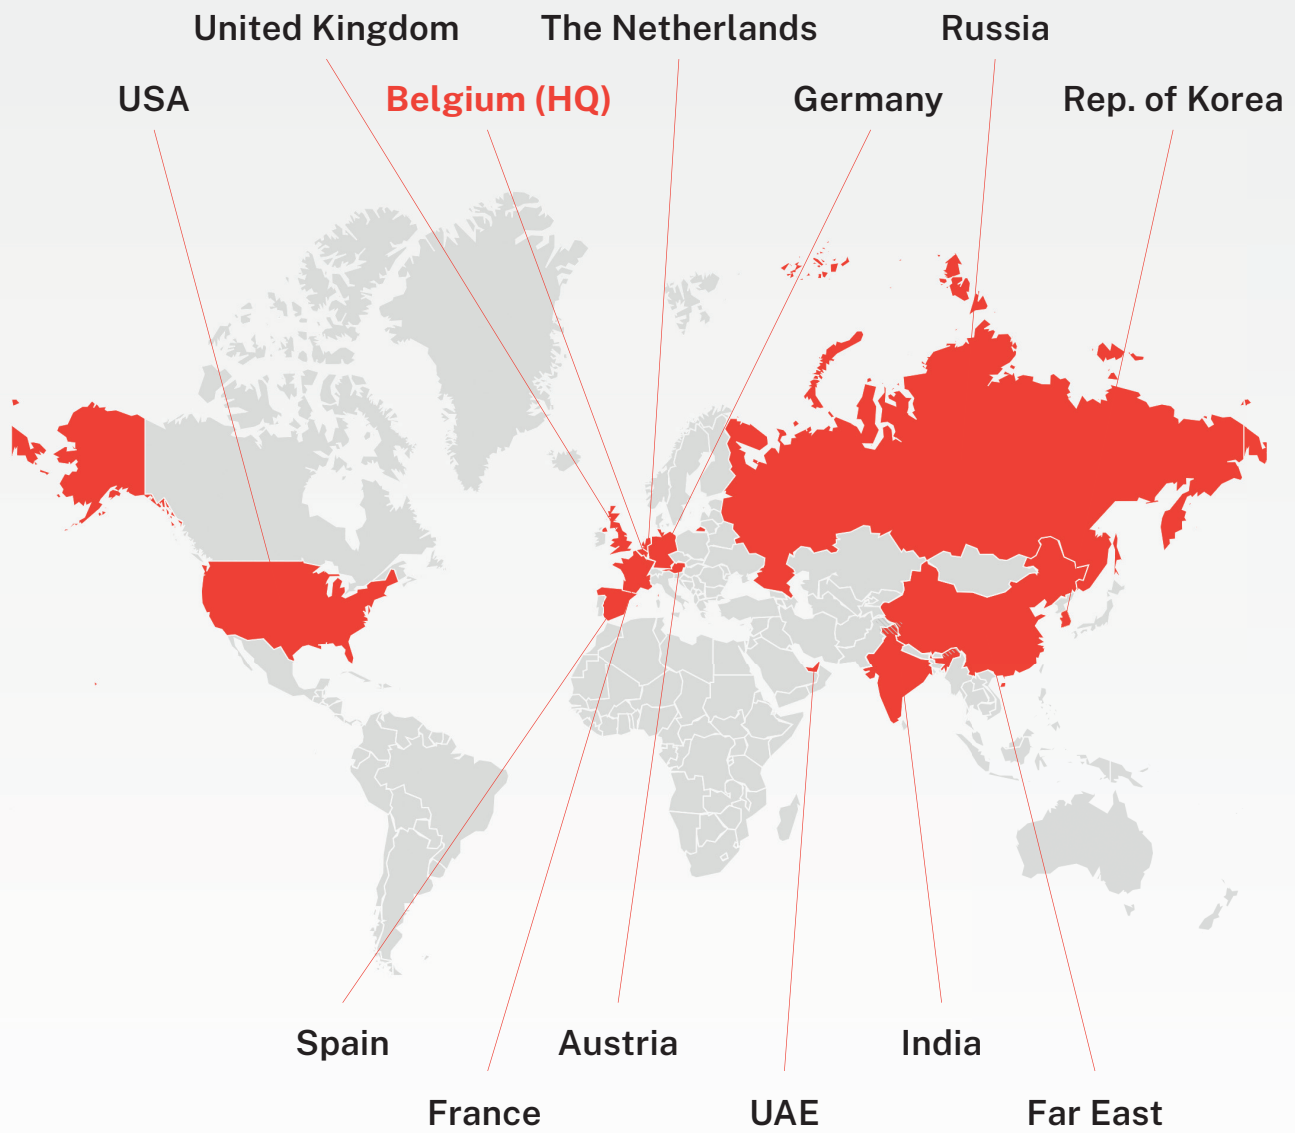 United Kingdom
The Netherlands
Russia
USA
Belgium (HQ)
Germany
Rep. of Korea
Spain
Austria
India
France
UAE
Far East